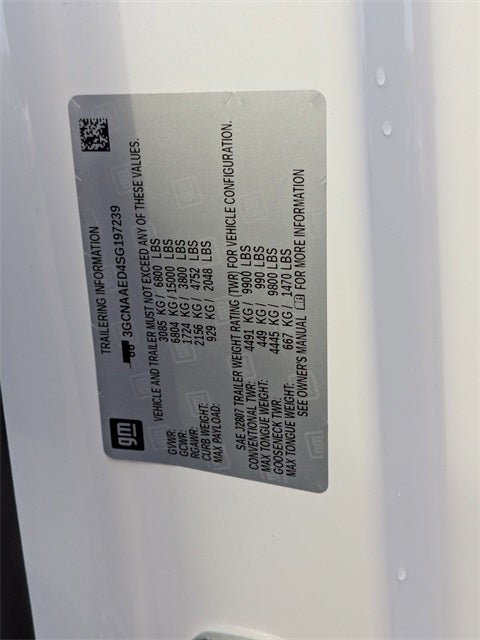 TRAILERING INFORMATION
3GCNAAED4SG197239
gm
VEHICLE AND TRAILER MUST NOT EXCEED ANY OF THESE VALUES.
GVWR: 3085 KG / 6800 LBS
GCWR: 6804 KG / 15000 LBS
RGAWR: 1724 KG / 3800 LBS
CURB WEIGHT: 2156 KG / 4752 LBS
MAX PAYLOAD: 929 KG / 2048 LBS
SAE J2807 TRAILER WEIGHT RATING (TWR) FOR VEHICLE CONFIGURATION.
CONVENTIONAL TWR: 4491 KG / 9900 LBS
MAX TONGUE WEIGHT: 449 KG / 990 LBS
GOOSENECK TWR: 4445 KG / 9800 LBS
MAX TONGUE WEIGHT: 667 KG / 1470 LBS
SEE OWNER'S MANUAL FOR MORE INFORMATION